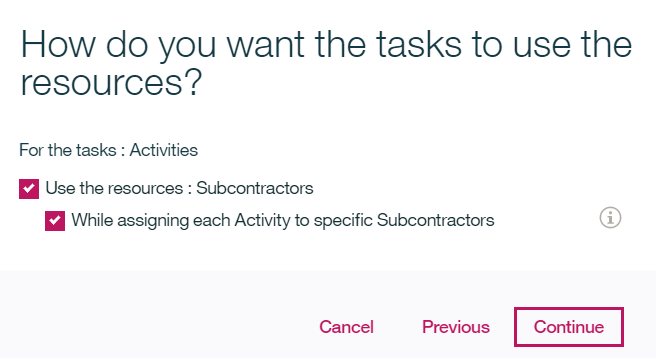 How do you want the tasks to use the
resources?
For the tasks : Activities
Use the resources : Subcontractors
While assigning each Activity to specific Subcontractors
Cancel Previous Continue